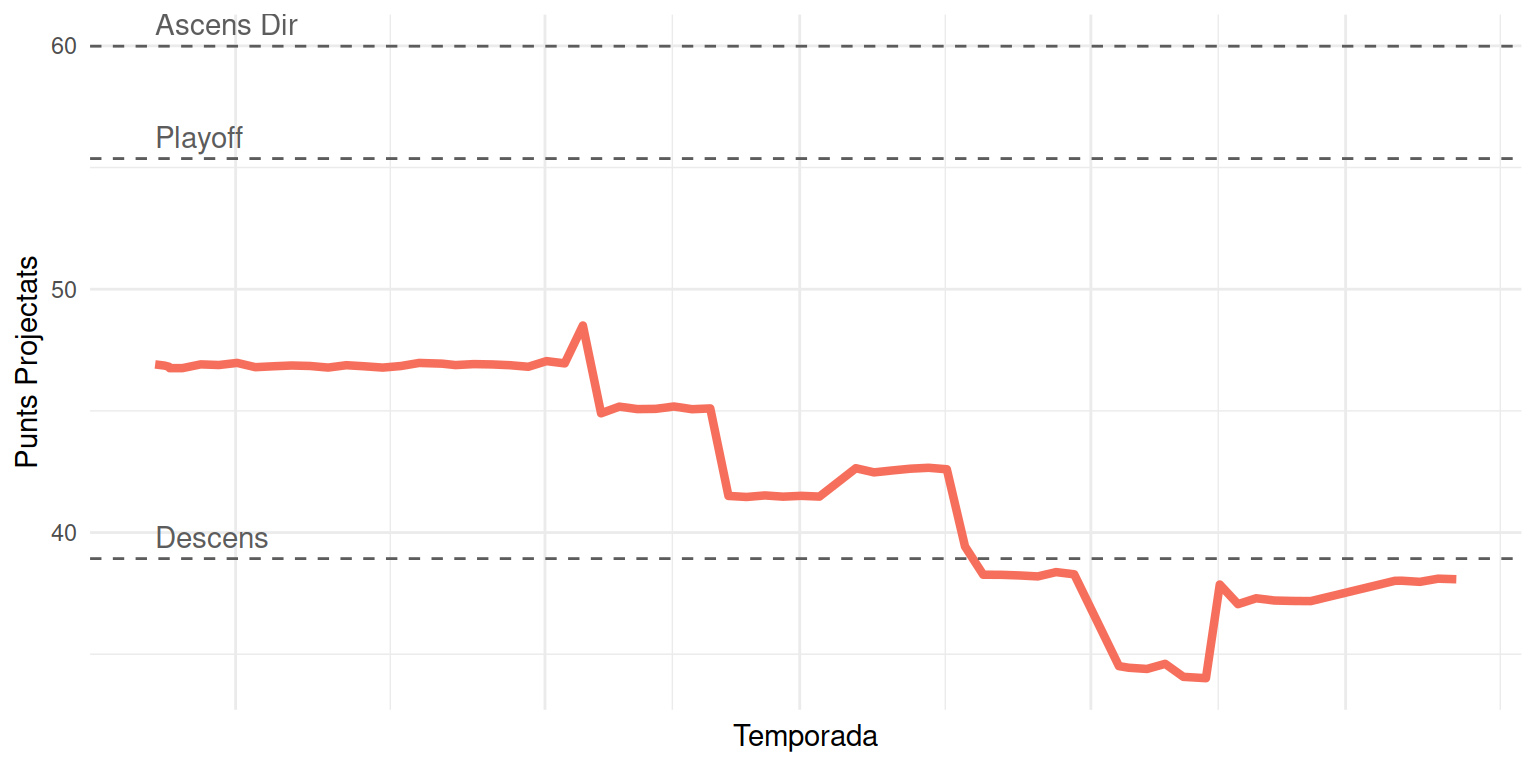 Ascens Dir
60
Playoff
50
Punts Projectats
Descens
40
Temporada